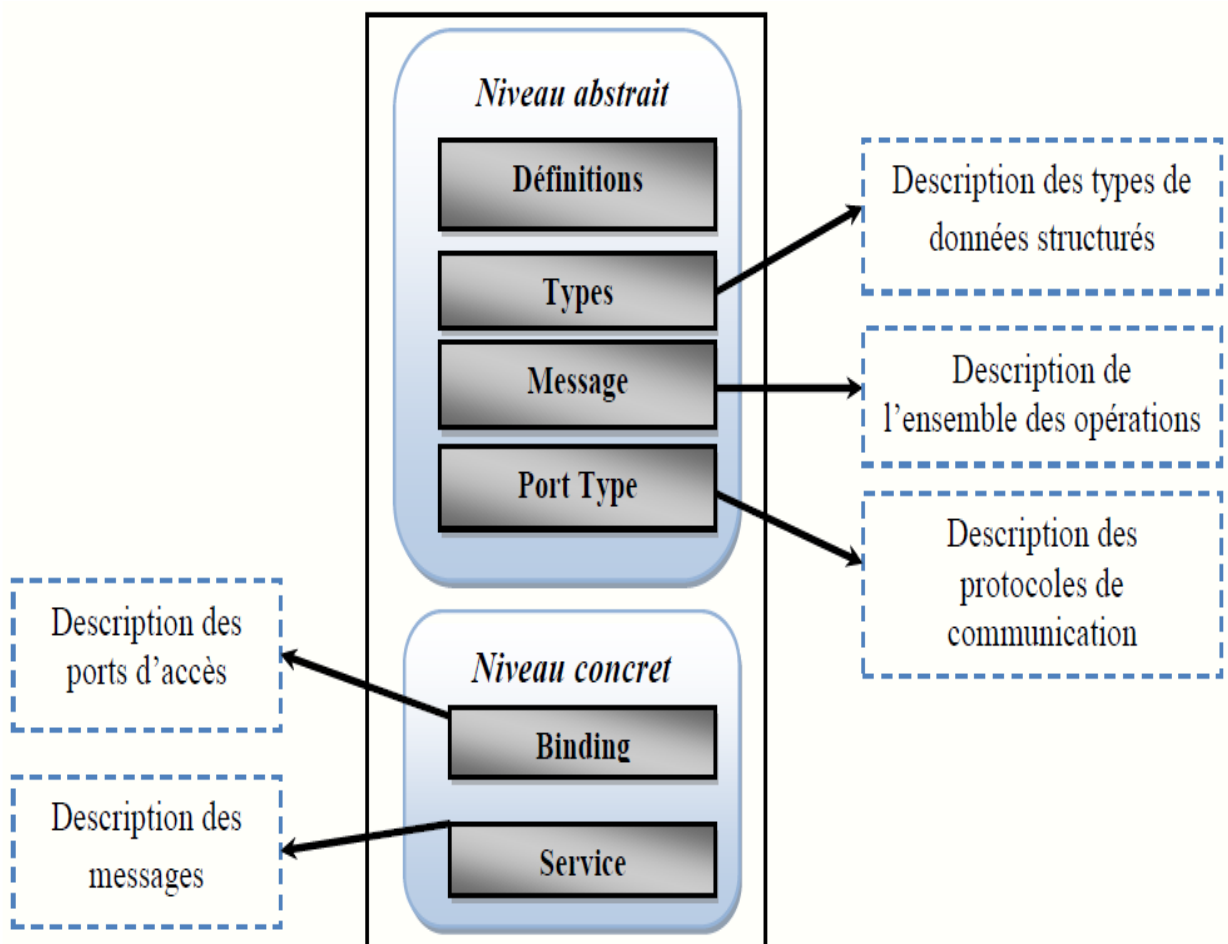 Niveau abstrait
Définitions
Types
Message
Port Type
Description des types de
données structurés
Description de
l’ensemble des opérations
Description des
protocoles de
communication
Niveau concret
Binding
Service
Description des
ports d’accès
Description des
messages